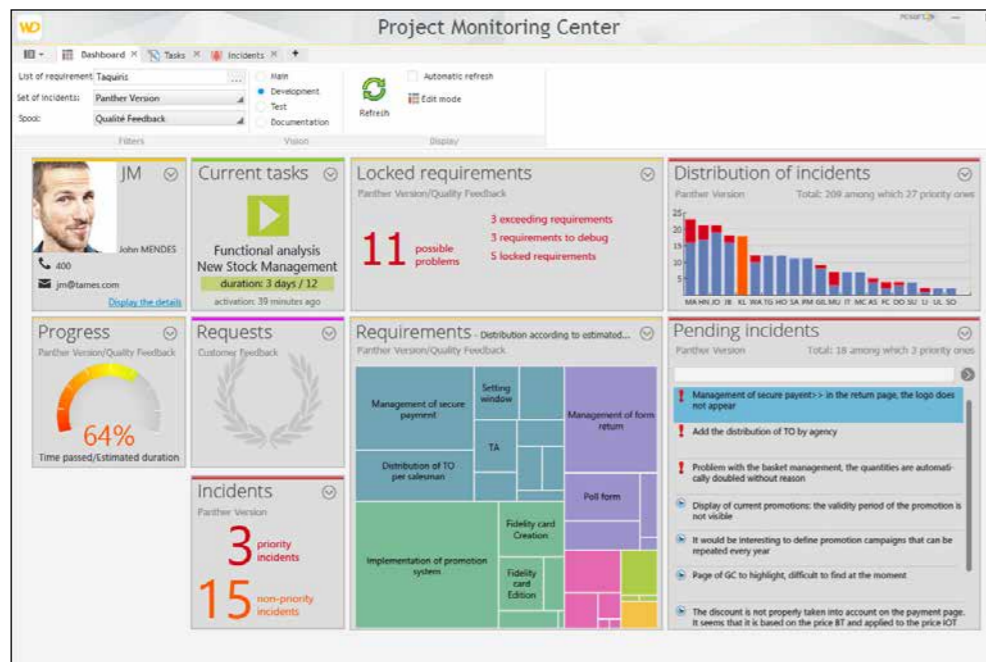 WD
Project Monitoring Center
PCSOFT
Dashboard
Tasks
Incidents
List of requirement
Taquiris
...
Set of incidents:
Panther Version
Spool:
Qualité Feedback
Filters
Main
Development
Test
Documentation
Vision
Refresh
Automatic refresh
Edit mode
Display
JM
John MENDES
400
jm@tames.com
Display the details
Current tasks
Functional analysis
New Stock Management
duration: 3 days / 12
activation: 39 minutes ago
Locked requirements
Panther Version/Quality Feedback
11
possible
problems
3 exceeding requirements
3 requirements to debug
5 locked requirements
Distribution of incidents
Panther Version
Total: 209 among which 27 priority ones
25
20
15
10
5
MA HN JO JB KL WA TG HO SA PM GIL MU IT MC AS FC DO SU LI UL SO
Progress
Panther Version/Quality Feedback
64%
Time passed/Estimated duration
Requests
Customer Feedback
Incidents
Panther Version
3
priority
incidents
15
non-priority
incidents
Requirements - Distribution according to estimated...
Panther Version/Quality Feedback
Management of secure
payment
Setting
window
Management of form
return
TA
Distribution of TO
per salesman
Poll form
Implementation of promotion
system
Fidelity card
Creation
Fidelity
card
Edition
Pending incidents
Panther Version
Total: 18 among which 3 priority ones
Management of secure payent>> in the return page, the logo does
not appear
Add the distribution of TO by agency
Problem with the basket management, the quantities are automati-
cally doubled without reason
Display of current promotions: the validity period of the promotion is
not visible
It would be interesting to define promotion campaigns that can be
repeated every year
Page of GC to highlight, difficult to find at the moment
The discount is not properly taken into account on the payment page.
It seems that it is based on the price BT and applied to the price IOT